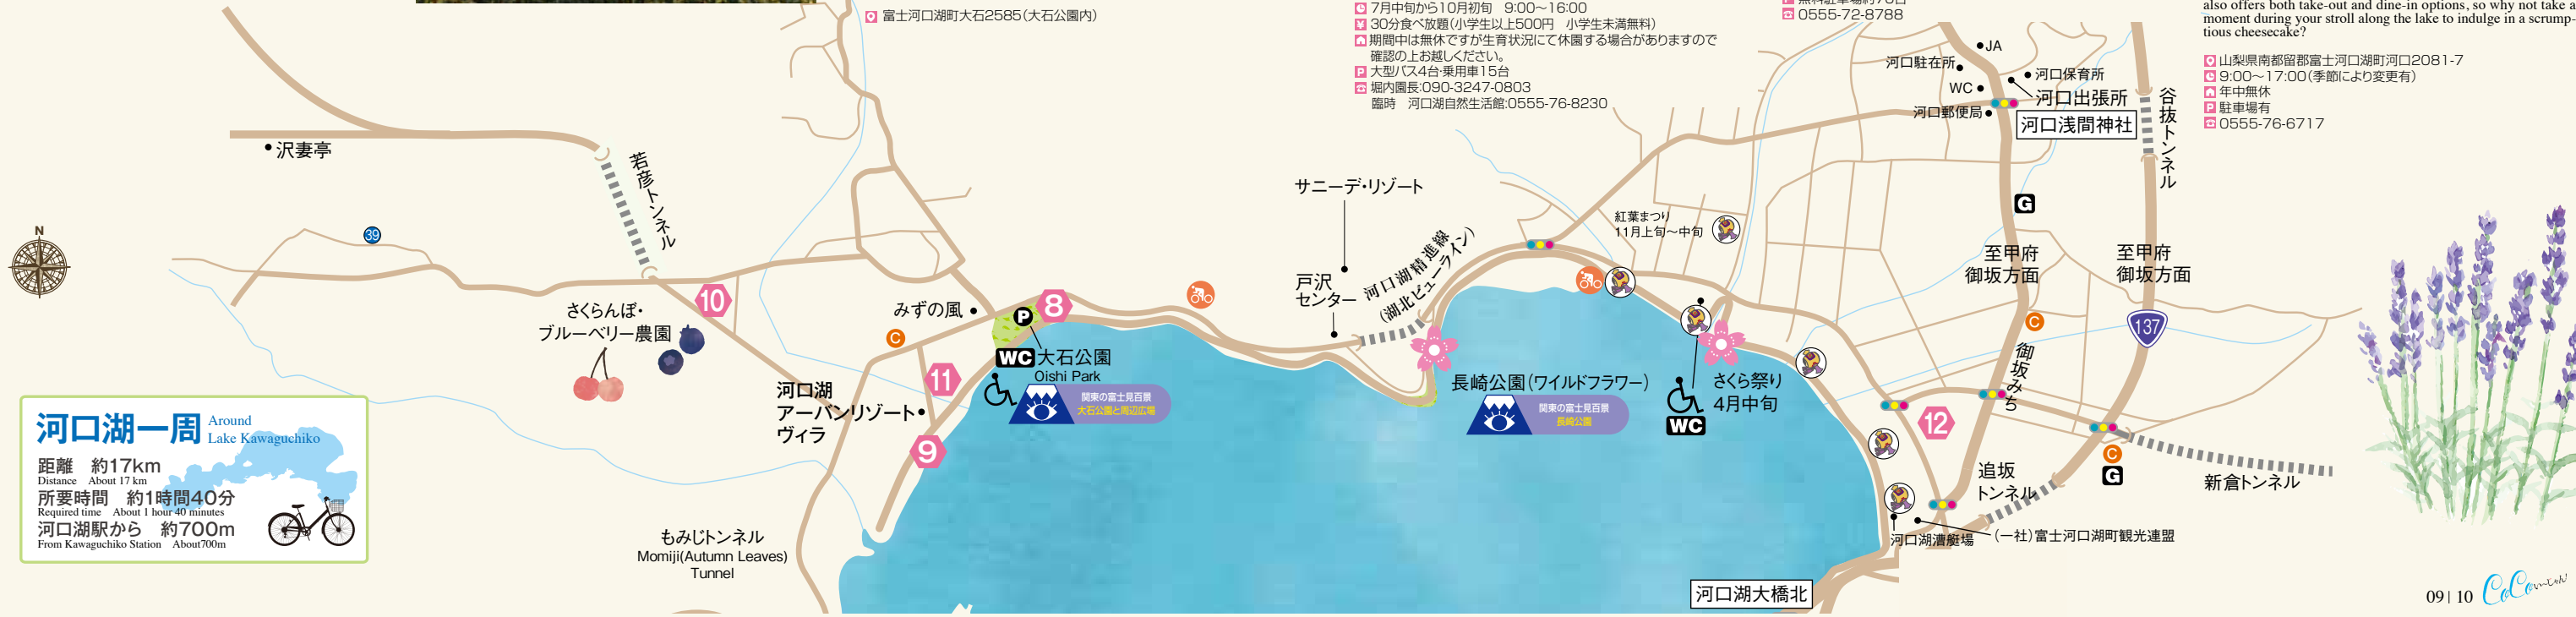 富士河口湖町大石2585(大石公園内)
7月中旬から10月初旬　9:00〜16:00
30分食べ放題(小学生以上500円　小学生未満無料)
期間中は無休ですが生育状況にて休園する場合がありますので
確認の上お越しください。
P 大型バス4台·乗用車15台
堀内園長:090-3247-0803
臨時　河口湖自然生活館:0555-76-8230
0555-72-8788
also offers both take-out and dine-in options, so why not take a
moment during your stroll along the lake to indulge in a scrump-
tious cheesecake?
山梨県南都留郡富士河口湖町河口2081-7
9:00〜17:00(季節により変更有)
年中無休
P 駐車場有
0555-76-6717
JA
河口駐在所
河口保育所
WC
河口出張所
河口郵便局
河口浅間神社
谷抜トンネル
沢妻亭
若彦トンネル
N
39
サニーデ・リゾート
紅葉まつり
11月上旬〜中旬
G
河口湖精進線
(湖北ビューライン)
至甲府
御坂方面
至甲府
御坂方面
戸沢
センター
10
さくらんぼ・
ブルーベリー農園
みずの風
P
8
C
C
137
御坂みち
WC
大石公園
Oishi Park
11
関東の富士見百景
大石公園と周辺広場
河口湖
アーバンリゾート
ヴィラ
9
長崎公園(ワイルドフラワー)
関東の富士見百景
長崎公園
さくら祭り
4月中旬
WC
12
C
G
追坂
トンネル
新倉トンネル
河口湖漕艇場
(一社)富士河口湖町観光連盟
河口湖大橋北
もみじトンネル
Momiji(Autumn Leaves)
Tunnel
河口湖一周
Around
Lake Kawaguchiko
距離　約17km
Distance　About 17 km
所要時間　約1時間40分
Required time　About 1 hour 40 minutes
河口湖駅から　約700m
From Kawaguchiko Station　About700m
09 | 10
CoCoいーじゃん!